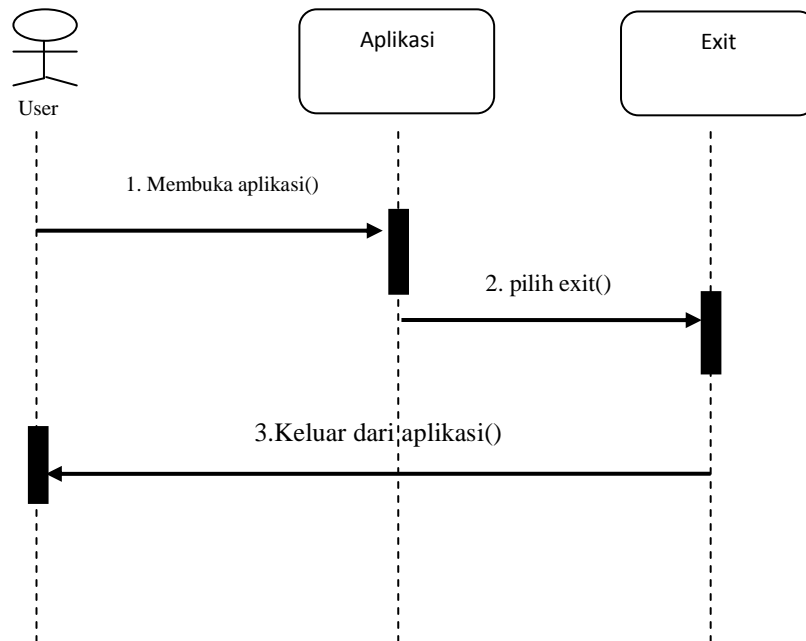 Aplikasi
Exit
User
1. Membuka aplikasi()
2. pilih exit()
3.Keluar dari aplikasi()